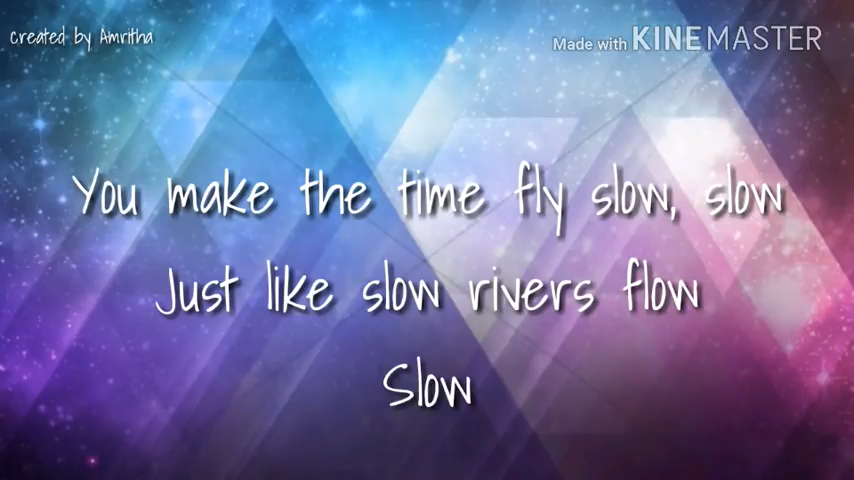 created by Amritha
Made with KINEMASTER
You make the time fly slow, slow
Just like slow rivers flow
Slow